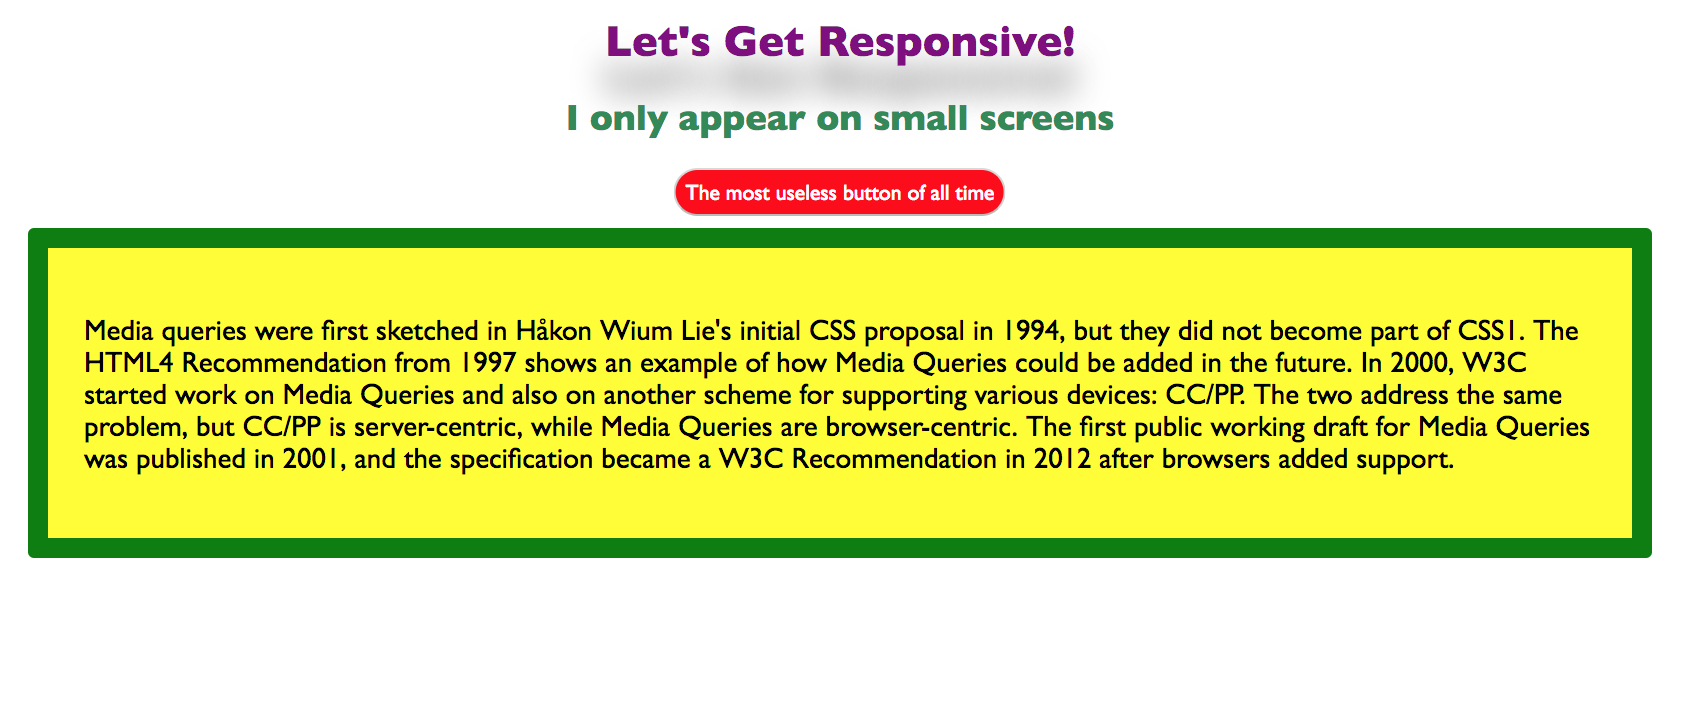 Let's Get Responsive!
I only appear on small screens
The most useless button of all time
Media queries were first sketched in Håkon Wium Lie's initial CSS proposal in 1994, but they did not become part of CSS1. The
HTML4 Recommendation from 1997 shows an example of how Media Queries could be added in the future. In 2000, W3C
started work on Media Queries and also on another scheme for supporting various devices: CC/PP. The two address the same
problem, but CC/PP is server-centric, while Media Queries are browser-centric. The first public working draft for Media Queries
was published in 2001, and the specification became a W3C Recommendation in 2012 after browsers added support.